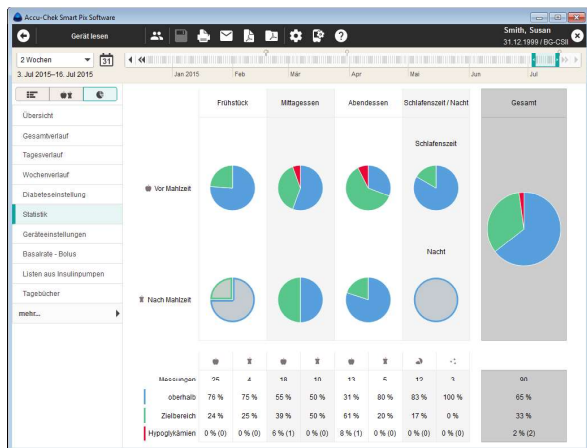 Accu-Chek Smart Pix Software
Gerät lesen
Smith, Susan
31.12.1999 / BG-CSII
2 Wochen
31
3. Jul 2015–16. Jul 2015
Jan 2015 Feb Mär Apr Mai Jun Jul
Übersicht
Gesamtverlauf
Tagesverlauf
Wochenverlauf
Diabeteseinstellung
Statistik
Geräteeinstellungen
Basalrate - Bolus
Listen aus Insulinpumpen
Tagebücher
mehr...
Frühstück Mittagessen Abendessen Schlafenszeit / Nacht Gesamt
Schlafenszeit
Vor Mahlzeit
Nacht
Nach Mahlzeit
Messungen 25 4 18 10 13 5 12 3 90
oberhalb 76 % 75 % 55 % 50 % 31 % 80 % 83 % 100 % 65 %
Zielbereich 24 % 25 % 39 % 50 % 61 % 20 % 17 % 0 % 33 %
Hypoglykämien 0 % (0) 0 % (0) 6 % (1) 0 % (0) 8 % (1) 0 % (0) 0 % (0) 0 % (0) 2 % (2)